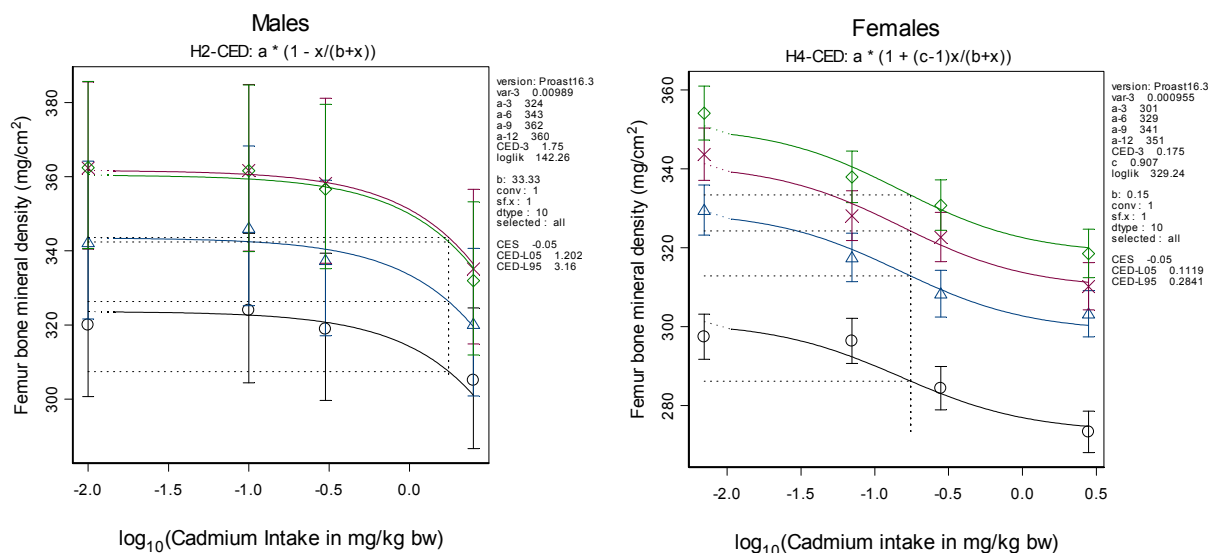 Males
H2-CED: a * (1 - x/(b+x))
Femur bone mineral density (mg/cm2)
380
360
340
320
300
-2.0
-1.5
-1.0
-0.5
0.0
log10(Cadmium Intake in mg/kg bw)
version: Proast16.3
var-3 0.00989
a-3 324
a-6 343
a-9 362
a-12 360
CED-3 1.75
loglik 142.26
b: 33.33
conv : 1
sf.x : 1
dtype : 10
selected : all
CES -0.05
CED-L05 1.202
CED-L95 3.16
Females
H4-CED: a * (1 + (c-1)x/(b+x))
Femur bone mineral density (mg/cm2)
360
340
320
300
280
-2.0
-1.5
-1.0
-0.5
0.0
0.5
log10(Cadmium intake in mg/kg bw)
version: Proast16.3
var-3 0.000955
a-3 301
a-6 329
a-9 341
a-12 351
CED-3 0.175
c 0.907
loglik 329.24
b: 0.15
conv : 1
sf.x : 1
dtype : 10
selected : all
CES -0.05
CED-L05 0.1119
CED-L95 0.2841